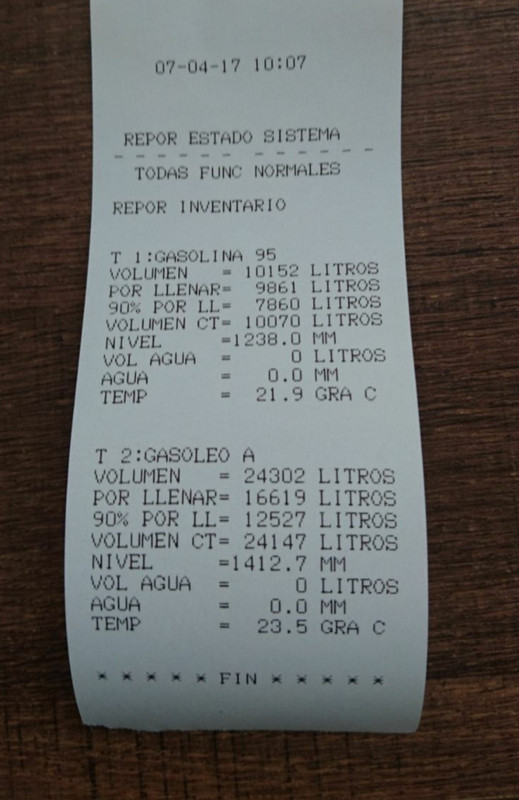 07-04-17 10:07
REPOR ESTADO SISTEMA
- - - - - - - - - - - -
TODAS FUNC NORMALES
REPOR INVENTARIO
T 1:GASOLINA 95
VOLUMEN = 10152 LITROS
POR LLENAR= 9861 LITROS
90% POR LL= 7860 LITROS
VOLUMEN CT= 10070 LITROS
NIVEL =1238.0 MM
VOL AGUA = 0 LITROS
AGUA = 0.0 MM
TEMP = 21.9 GRA C
T 2:GASOLEO A
VOLUMEN = 24302 LITROS
POR LLENAR= 16619 LITROS
90% POR LL= 12527 LITROS
VOLUMEN CT= 24147 LITROS
NIVEL =1412.7 MM
VOL AGUA = 0 LITROS
AGUA = 0.0 MM
TEMP = 23.5 GRA C
* * * * * FIN * * * * *